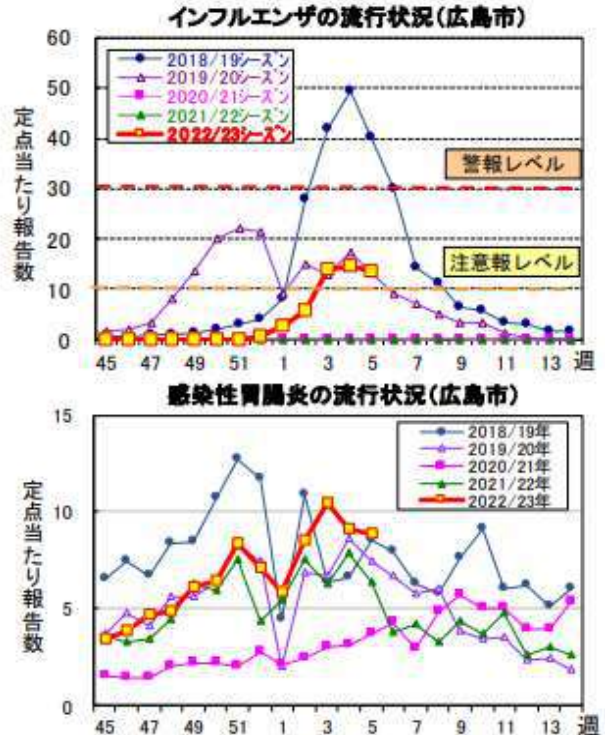 インフルエンザの流行状況(広島市)
60
50
40
30
20
10
0
定点当たり報告数
2018/19シーズン
2019/20シーズン
2020/21シーズン
2021/22シーズン
2022/23シーズン
警報レベル
注意報レベル
45 47 49 51 1 3 5 7 9 11 13 週
感染性胃腸炎の流行状況(広島市)
15
10
5
0
定点当たり報告数
2018/19年
2019/20年
2020/21年
2021/22年
2022/23年
45 47 49 51 1 3 5 7 9 11 13 週